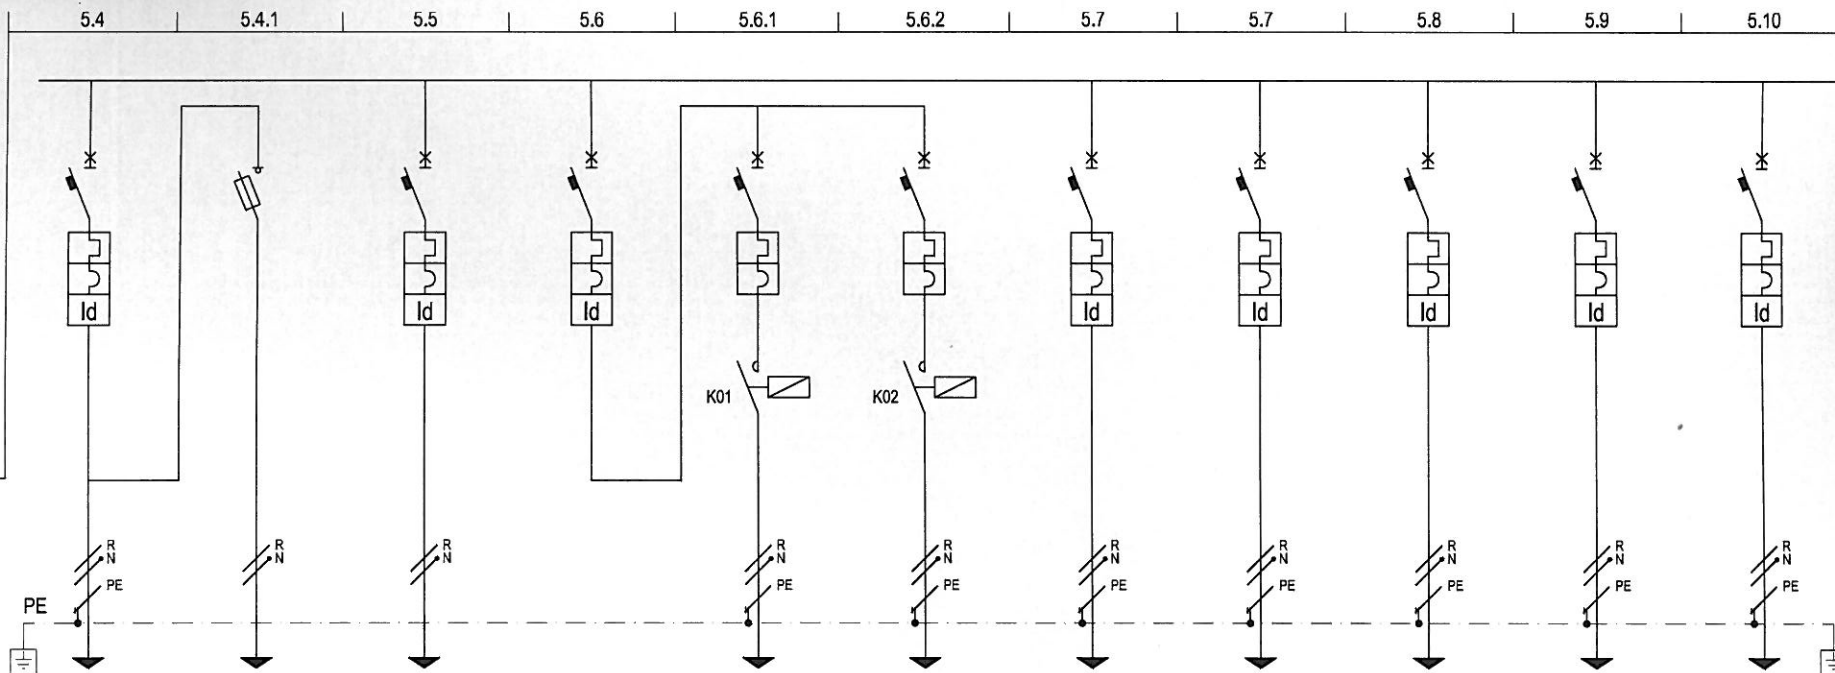 5.4 5.4.1 5.5 5.6 5.6.1 5.6.2 5.7 5.7 5.8 5.9 5.10
Id Id Id Id Id Id Id Id
K01 K02
R R R R R R R R R R
N N N N N N N N N N
PE PE PE PE PE PE PE PE
PE